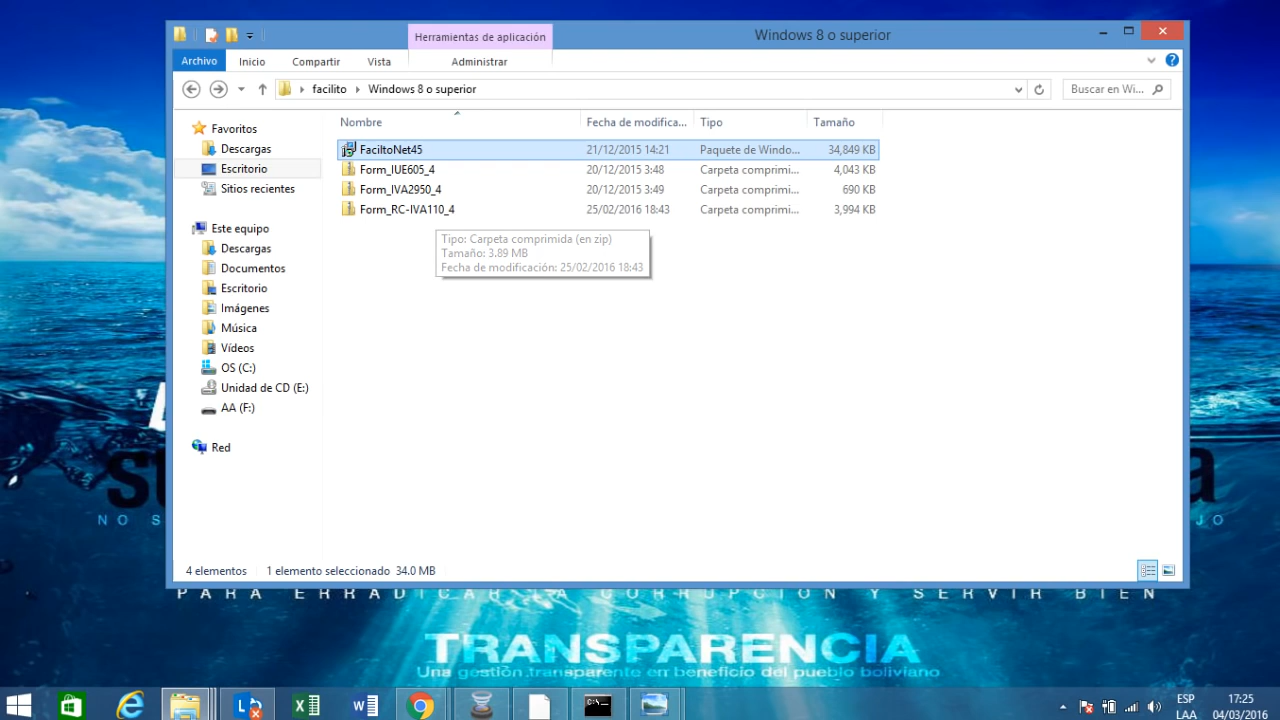 Herramientas de aplicación
Windows 8 o superior
Archivo
Inicio
Compartir
Vista
Administrar
facilito
Windows 8 o superior
Buscar en Wi...
Nombre
Fecha de modifica...
Tipo
Tamaño
FaciltoNet45 21/12/2015 14:21 Paquete de Windo... 34,849 KB
Form_IUE605_4 20/12/2015 3:48 Carpeta comprimi... 4,043 KB
Form_IVA2950_4 20/12/2015 3:49 Carpeta comprimi... 690 KB
Form_RC-IVA110_4 25/02/2016 18:43 Carpeta comprimi... 3,994 KB
Tipo: Carpeta comprimida (en zip)
Tamaño: 3.89 MB
Fecha de modificación: 25/02/2016 18:43
Favoritos
Descargas
Escritorio
Sitios recientes
Este equipo
Descargas
Documentos
Escritorio
Imágenes
Música
Vídeos
OS (C:)
Unidad de CD (E:)
AA (F:)
Red
4 elementos
1 elemento seleccionado 34.0 MB
NO S
JO
PARA ERRADICAR LA CORRUPCION Y SERVIR BIEN
TRANSPARENCIA
Una gestión transparente en beneficio del pueblo boliviano
ESP
LAA
17:25
04/03/2016